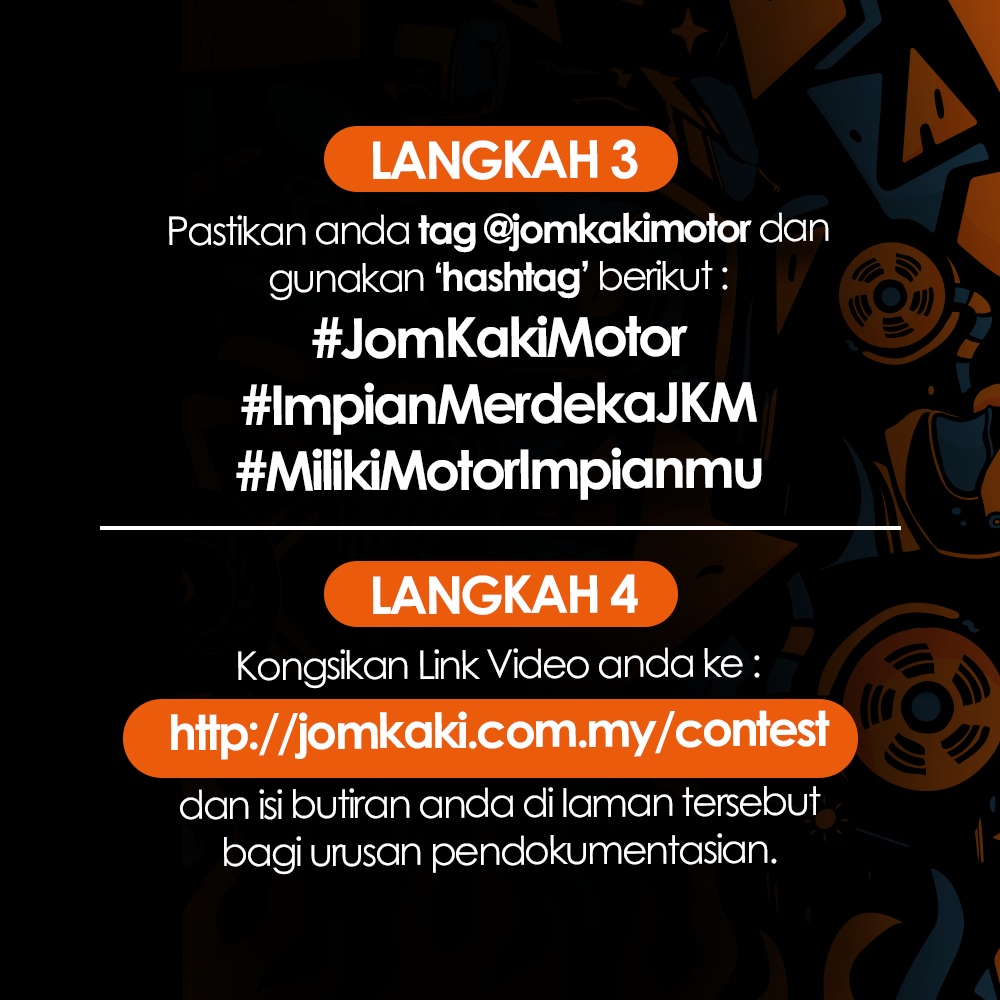 LANGKAH 3
Pastikan anda tag @jomkakimotor dan
gunakan ‘hashtag’ berikut :
#JomKakiMotor
#ImpianMerdekaJKM
#MilikiMotorImpianmu
LANGKAH 4
Kongsikan Link Video anda ke :
http://jomkaki.com.my/contest
dan isi butiran anda di laman tersebut
bagi urusan pendokumentasian.